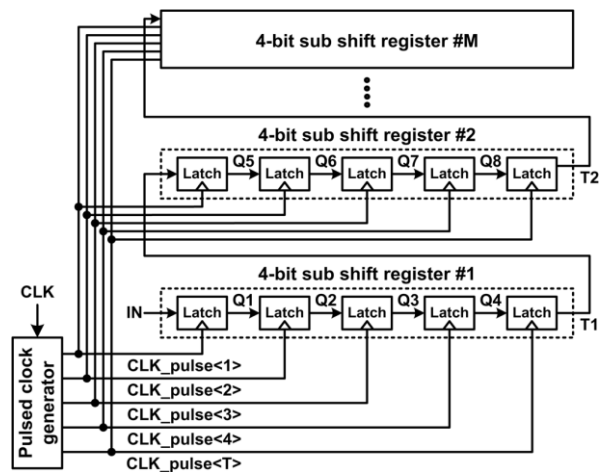 4-bit sub shift register #M
4-bit sub shift register #2
Latch Q5 Latch Q6 Latch Q7 Latch Q8 Latch
T2
4-bit sub shift register #1
CLK
IN Latch Q1 Latch Q2 Latch Q3 Latch Q4 Latch
T1
Pulsed clock
generator
CLK_pulse<1>
CLK_pulse<2>
CLK_pulse<3>
CLK_pulse<4>
CLK_pulse<T>